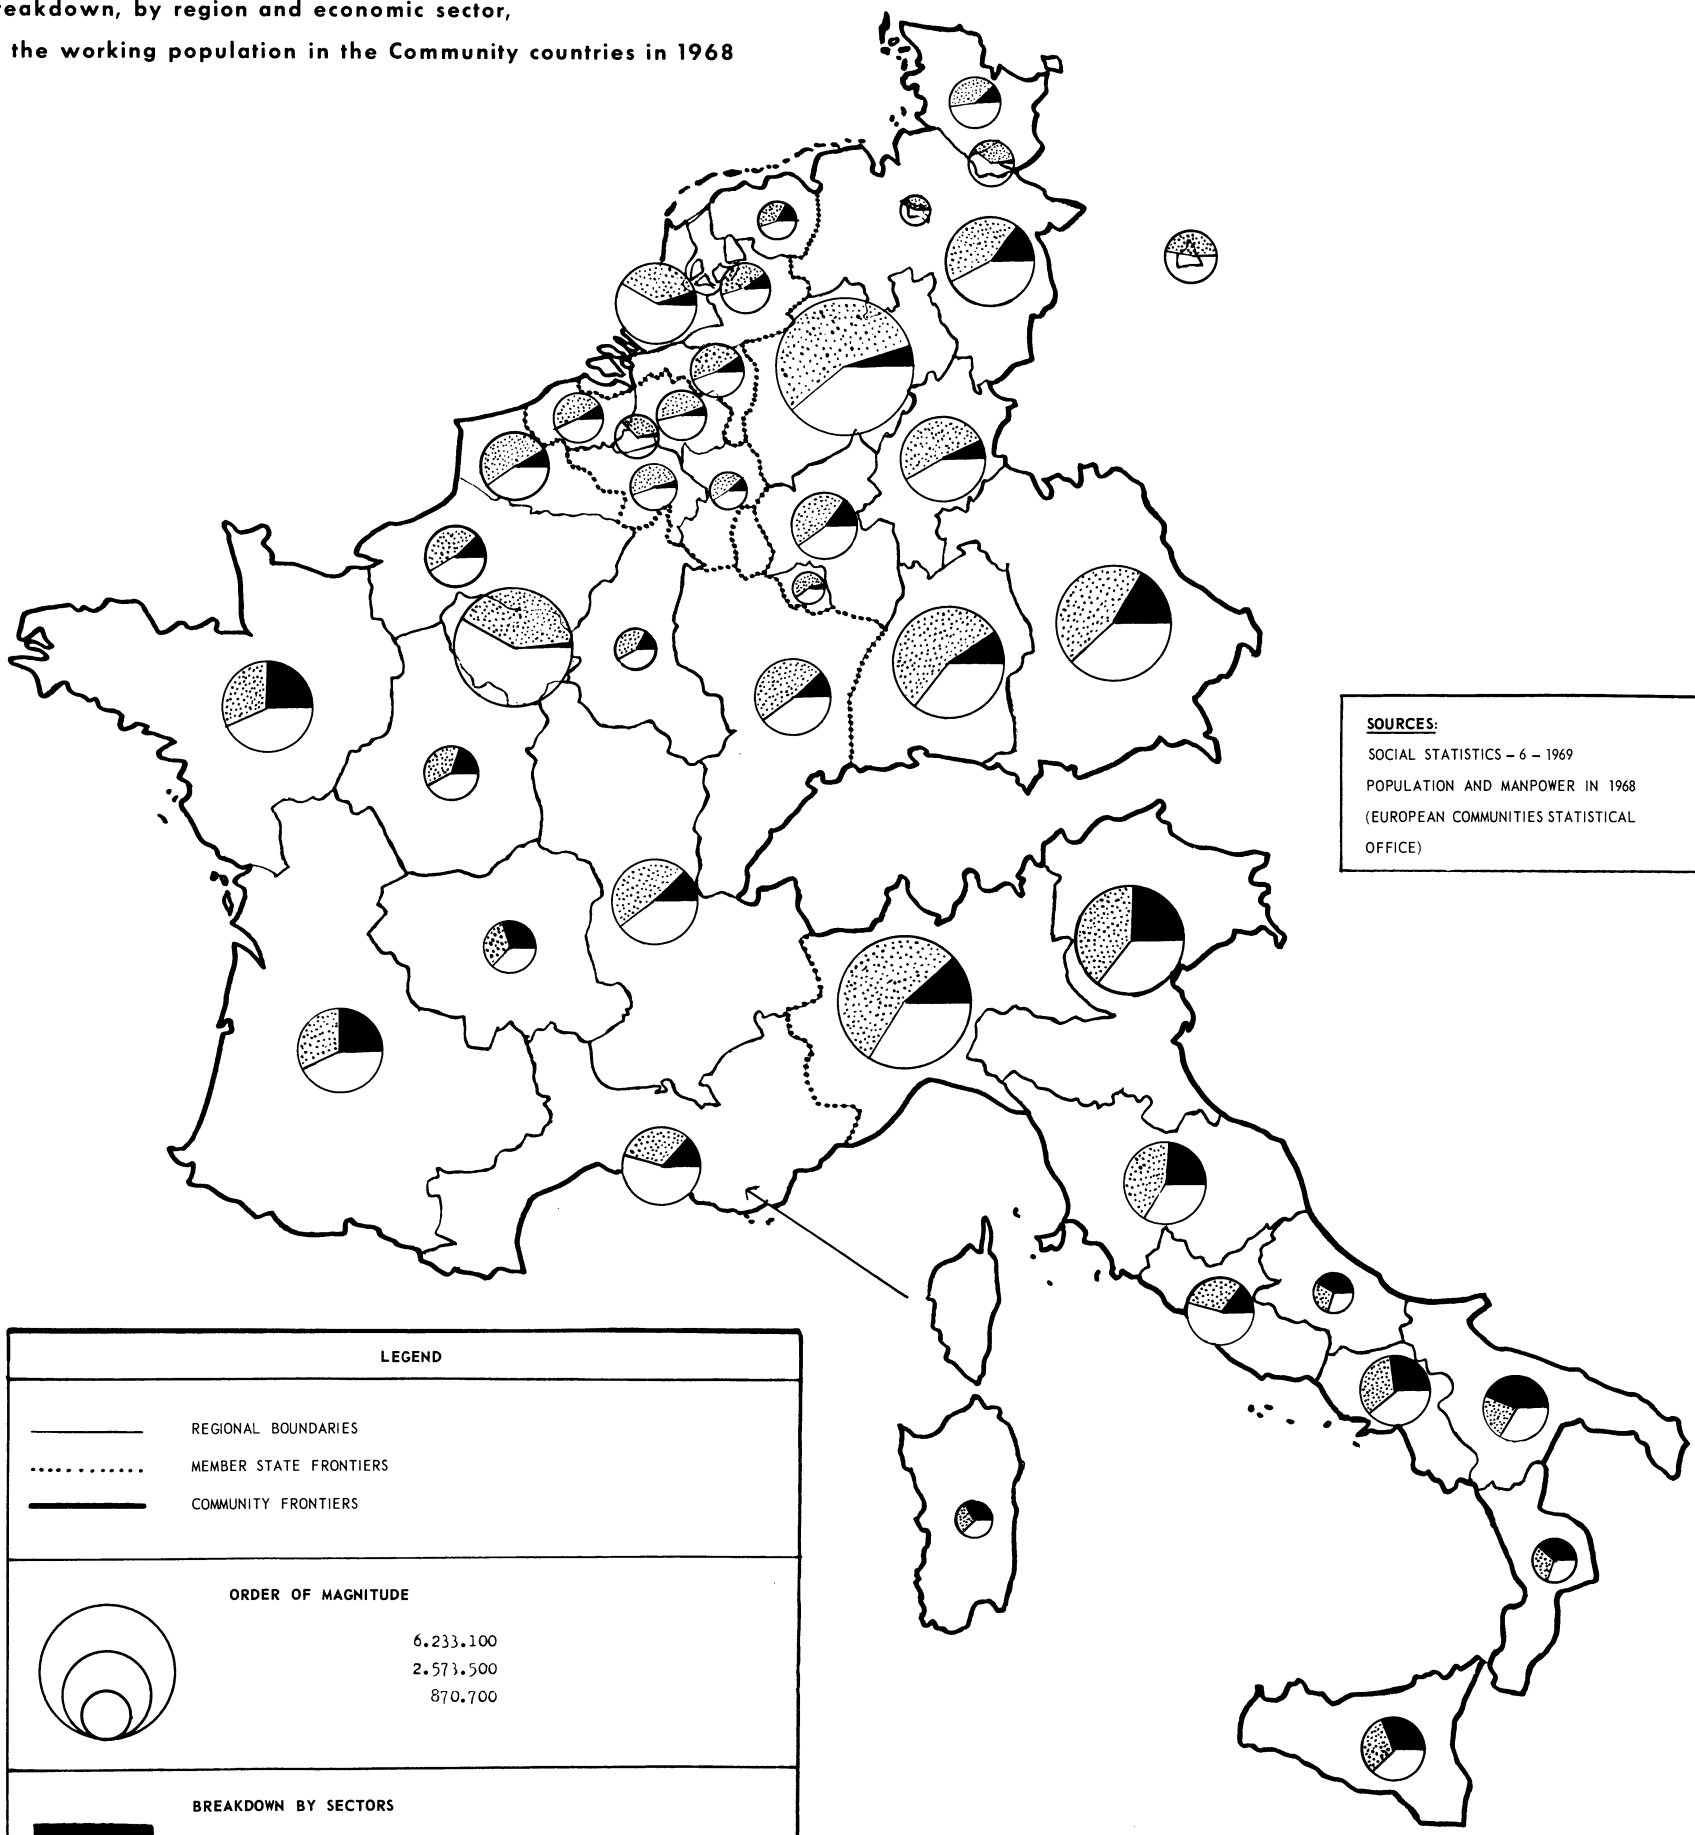 reakdown, by region and economic sector,
the working population in the Community countries in 1968
SOURCES:
SOCIAL STATISTICS – 6 – 1969
POPULATION AND MANPOWER IN 1968
(EUROPEAN COMMUNITIES STATISTICAL
OFFICE)
LEGEND
REGIONAL BOUNDARIES
MEMBER STATE FRONTIERS
COMMUNITY FRONTIERS
ORDER OF MAGNITUDE
6.233.100
2.573.500
870.700
BREAKDOWN BY SECTORS